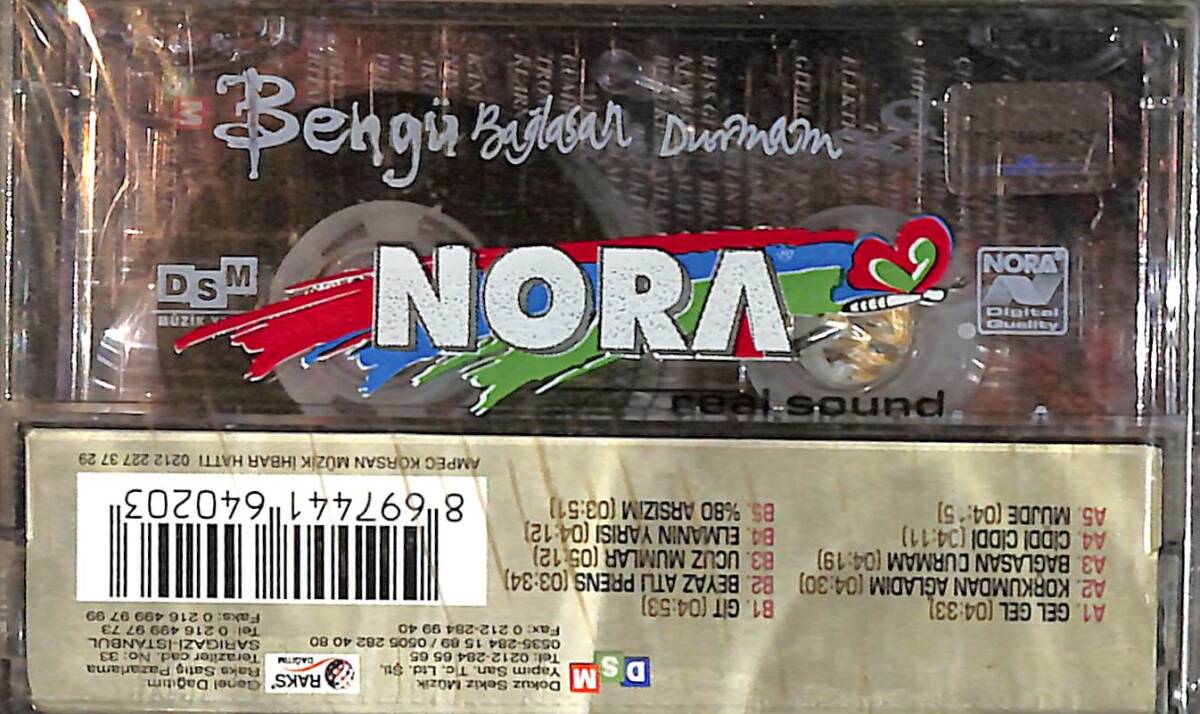 Bengü Bağlasan Durmam
DSM
MÜZİK
NORA
NORA
Digital
Quality
real sound
A1. GEL GEL (04:33)
A2. KORKUMDAN AĞLADIM (04:30)
A3. BAĞLASAN DURMAM (04:19)
A4. CİDDİ CİDDİ (04:11)
A5. MÜJDE
B1. GİT (04:53)
B2. BEYAZ ATLI PRENS (03:34)
B3. UCUZ MUMLAR (05:12)
B4. ELMANIN YARISI (04:12)
B5. %80 ARSIZIM (03:51)
DSM
Dokuz Sekiz Müzik
Yapım San. Tic. Ltd. Şti.
Tel: 0212-284 65 65
0535-284 15 89 / 0505 282 40 80
Fax: 0 212-284 99 40
RAKS
DAĞITIM
Genel Dağıtım
Raks Satış Pazarlama
Teraziler cad. No: 33
SARIGAZİ-İSTANBUL
Tel: 0 216 499 97 73
Faks: 0 216 499 97 99
8 697441 640203
AMPEC KORSAN MÜZİK İHBAR HATTI 0212 227 37 29